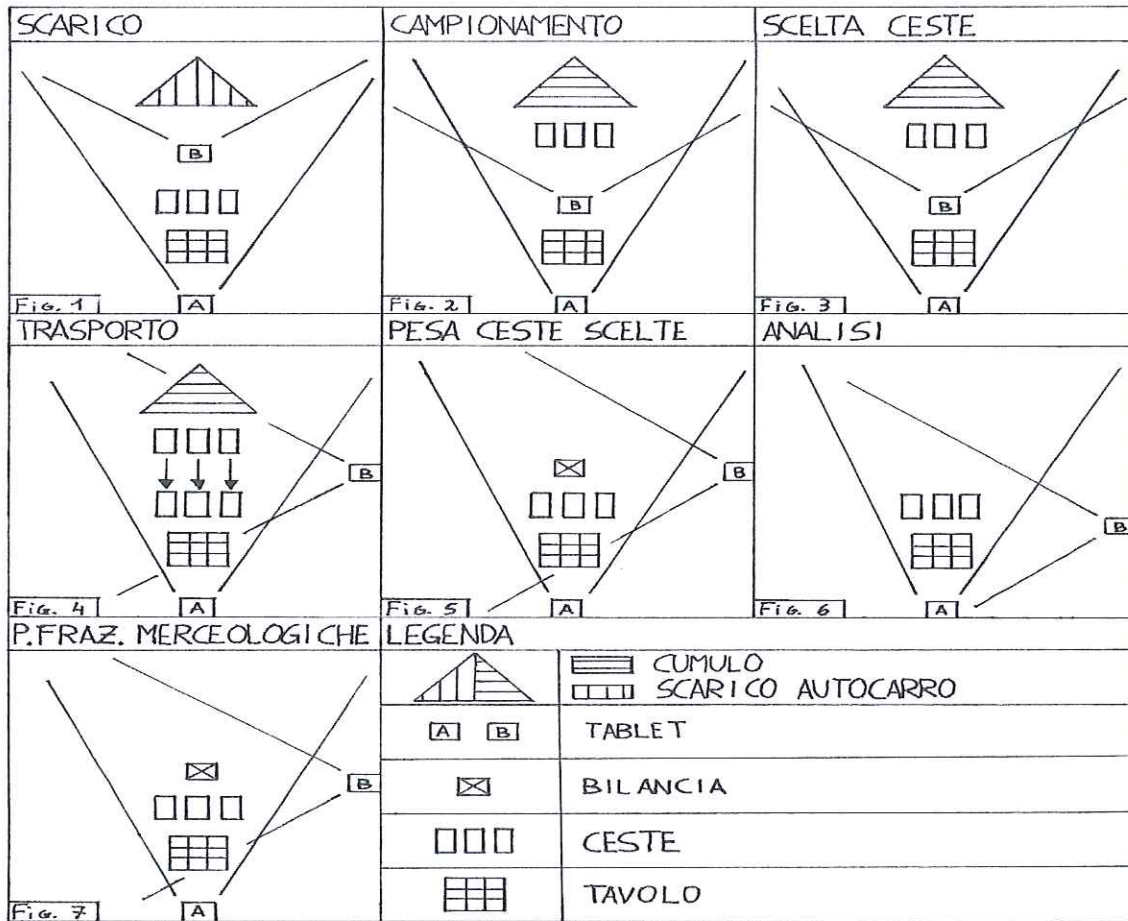 SCARICO
B
Fig. 1
A
CAMPIONAMENTO
B
Fig. 2
A
SCELTA CESTE
B
Fig. 3
A
TRASPORTO
B
Fig. 4
A
PESA CESTE SCELTE
B
Fig. 5
A
ANALISI
B
Fig. 6
A
P.FRAZ. MERCEOLOGICHE
B
Fig. 7
A
LEGENDA
CUMULO
SCARICO AUTOCARRO
A B TABLET
BILANCIA
CESTE
TAVOLO